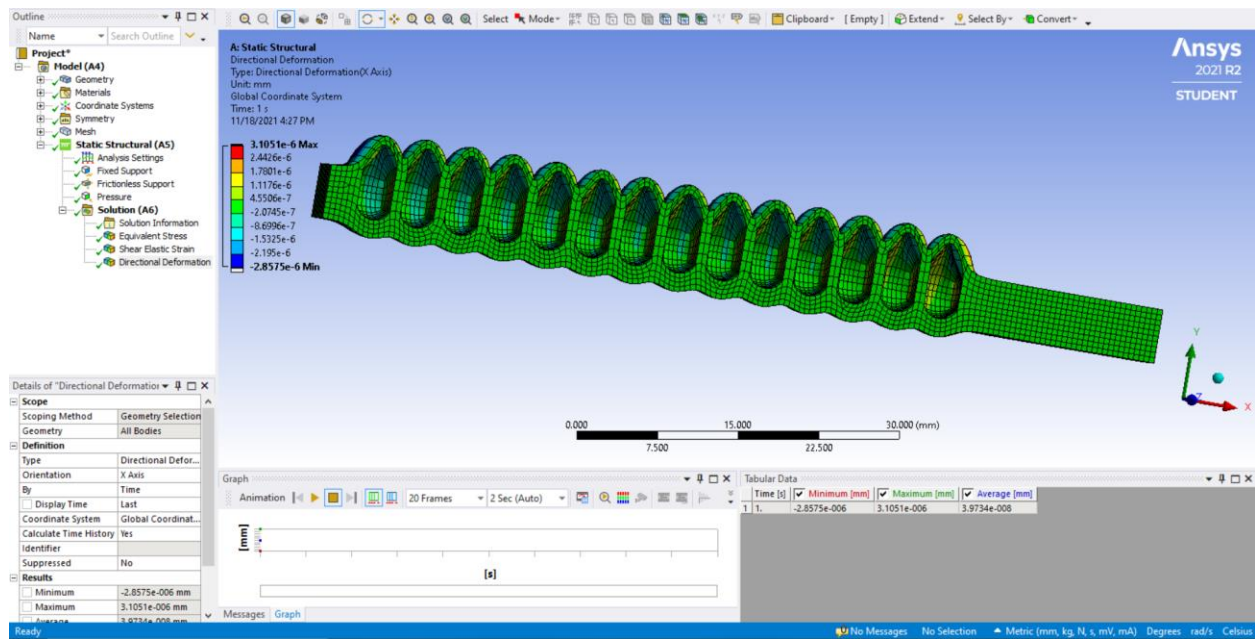 Outline
Name
Search Outline
Project*
Model (A4)
Geometry
Materials
Coordinate Systems
Symmetry
Mesh
Static Structural (A5)
Analysis Settings
Fixed Support
Frictionless Support
Pressure
Solution (A6)
Solution Information
Equivalent Stress
Shear Elastic Strain
Directional Deformation
Select Mode Clipboard [ Empty ] Extend Select By Convert
A: Static Structural
Directional Deformation
Type: Directional Deformation(X Axis)
Unit: mm
Global Coordinate System
Time: 1 s
11/18/2021 4:27 PM
3.1051e-6 Max
2.4426e-6
1.7801e-6
1.1176e-6
4.5506e-7
-2.0745e-7
-8.6996e-7
-1.5325e-6
-2.195e-6
-2.8575e-6 Min
Ansys
2021 R2
STUDENT
Y
Z
X
0.000 15.000 30.000 (mm)
7.500 22.500
Details of "Directional Deformation
Scope
Scoping Method Geometry Selection
Geometry All Bodies
Definition
Type Directional Defor...
Orientation X Axis
By Time
Display Time Last
Coordinate System Global Coordinat...
Calculate Time History Yes
Identifier
Suppressed No
Results
Minimum -2.8575e-006 mm
Maximum 3.1051e-006 mm
Average 3.9734e-008 mm
Graph
Animation 20 Frames 2 Sec (Auto)
[mm]
[s]
Messages Graph
Tabular Data
Time [s] Minimum [mm] Maximum [mm] Average [mm]
1 1. -2.8575e-006 3.1051e-006 3.9734e-008
Ready No Messages No Selection Metric (mm, kg, N, s, mV, mA) Degrees rad/s Celsius